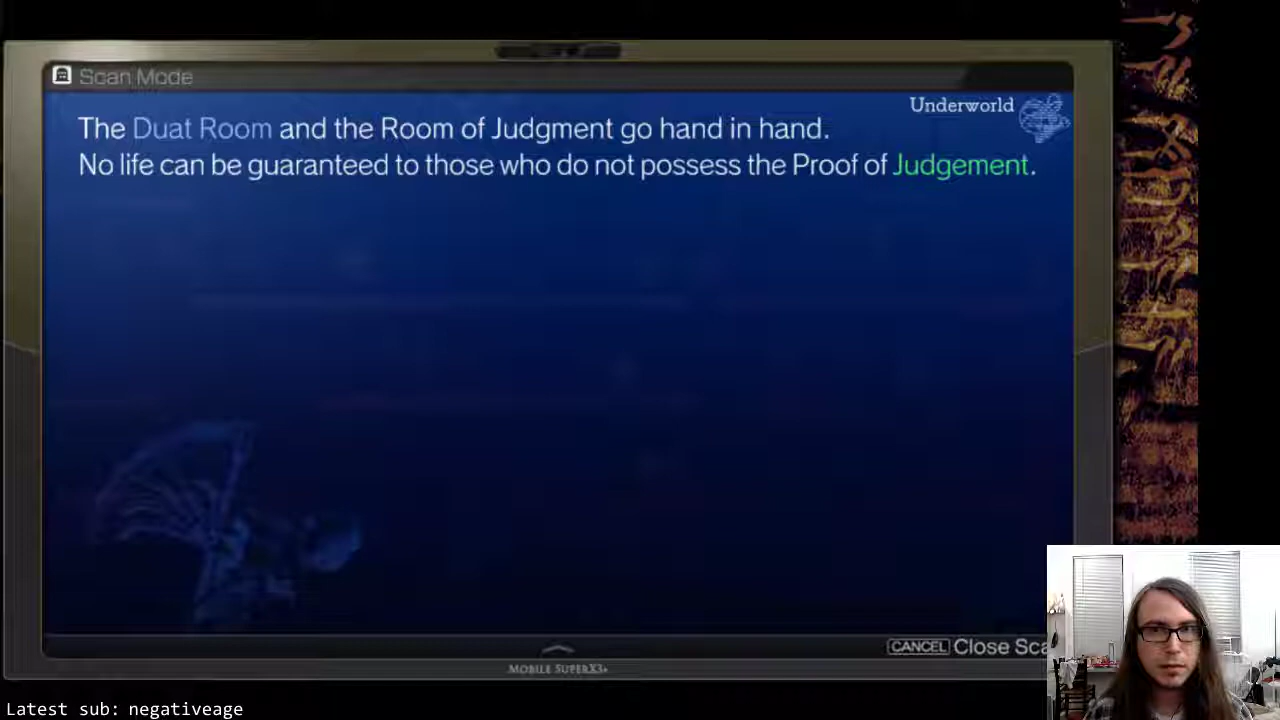 Scan Mode
Underworld
The Duat Room and the Room of Judgment go hand in hand.
No life can be guaranteed to those who do not possess the Proof of Judgement.
CANCEL Close Sca
MOBILE SUPERX3+
Latest sub: negativeage